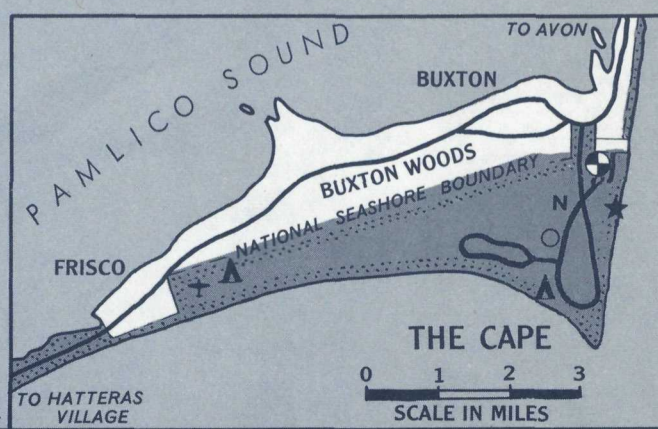 TO AVON
PAMLICO SOUND
BUXTON
BUXTON WOODS
NATIONAL SEASHORE BOUNDARY
N
FRISCO
THE CAPE
0 1 2 3
SCALE IN MILES
TO HATTERAS
VILLAGE